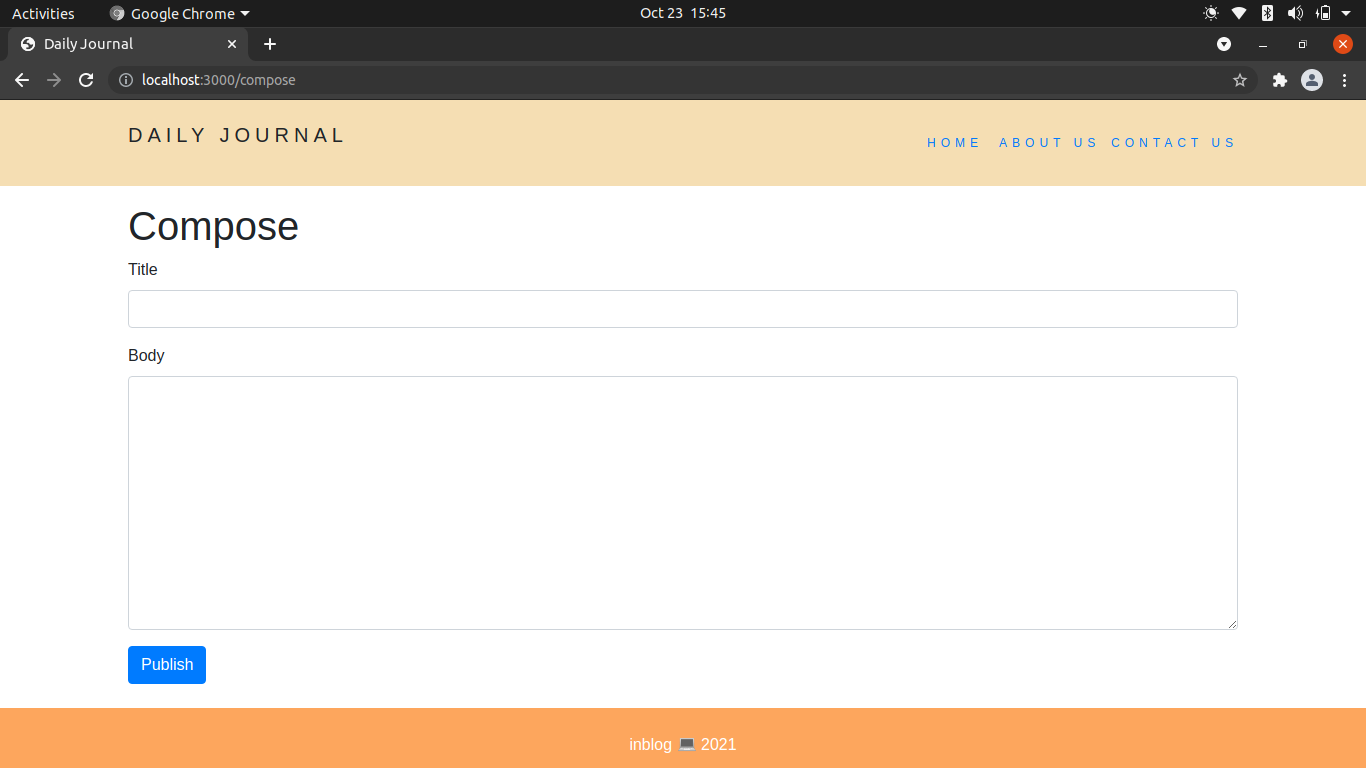 Activities Google Chrome Oct 23 15:45
Daily Journal
localhost:3000/compose
DAILY JOURNAL
HOME ABOUT US CONTACT US
Compose
Title
Body
Publish
inblog 💻 2021